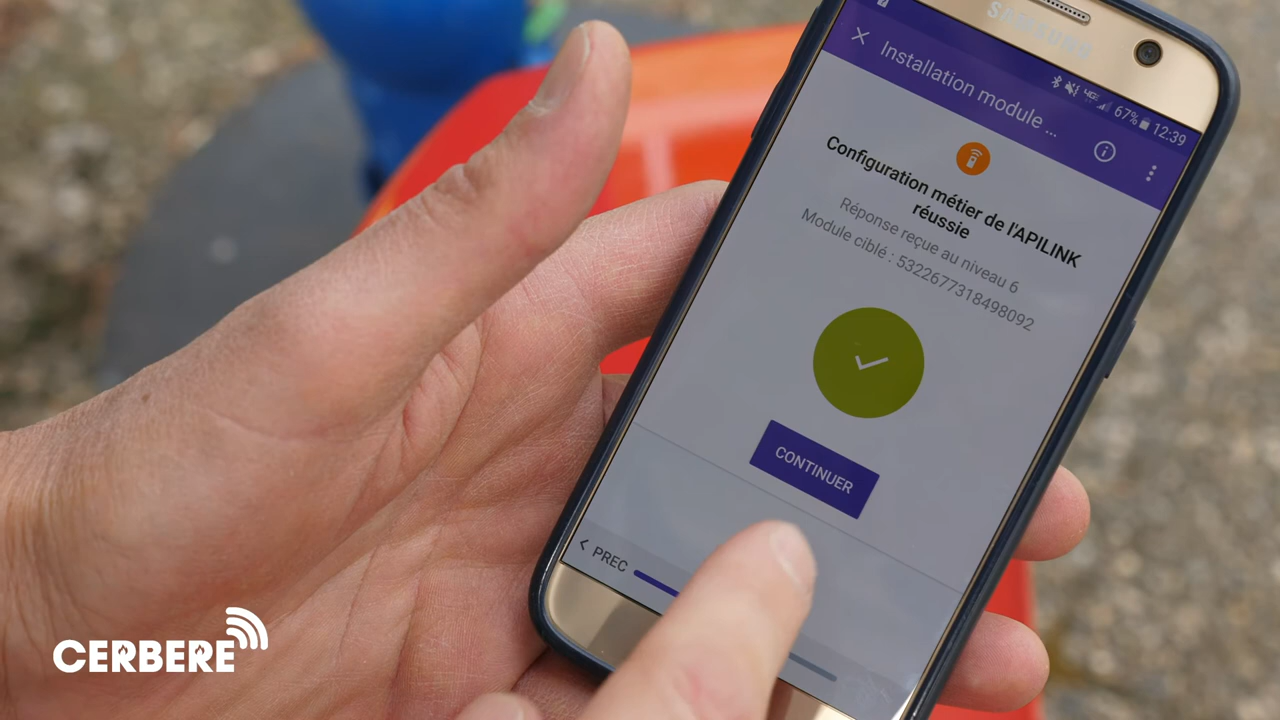 SAMSUNG
4G 67% 12:39
Installation module ...
Configuration métier de l'APILINK
réussie
Réponse reçue au niveau 6
Module ciblé : 5322677318498092
CONTINUER
PREC
CERBERE